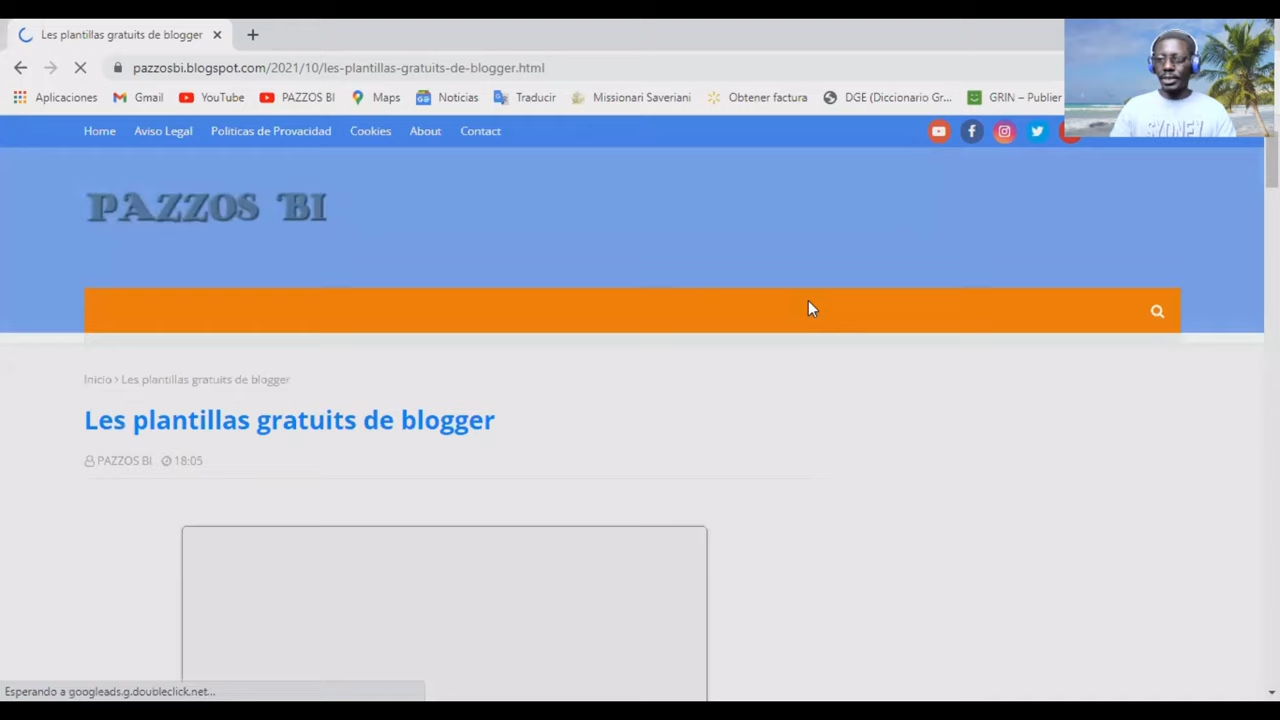 Les plantillas gratuits de blogger
pazzosbi.blogspot.com/2021/10/les-plantillas-gratuits-de-blogger.html
Aplicaciones Gmail YouTube PAZZOS BI Maps Noticias Traducir Missionari Saveriani Obtener factura DGE (Diccionario Gr... GRIN – Publier
Home Aviso Legal Politicas de Provacidad Cookies About Contact
PAZZOS BI
Inicio › Les plantillas gratuits de blogger
Les plantillas gratuits de blogger
PAZZOS BI 18:05
SYDNEY
Esperando a googleads.g.doubleclick.net...